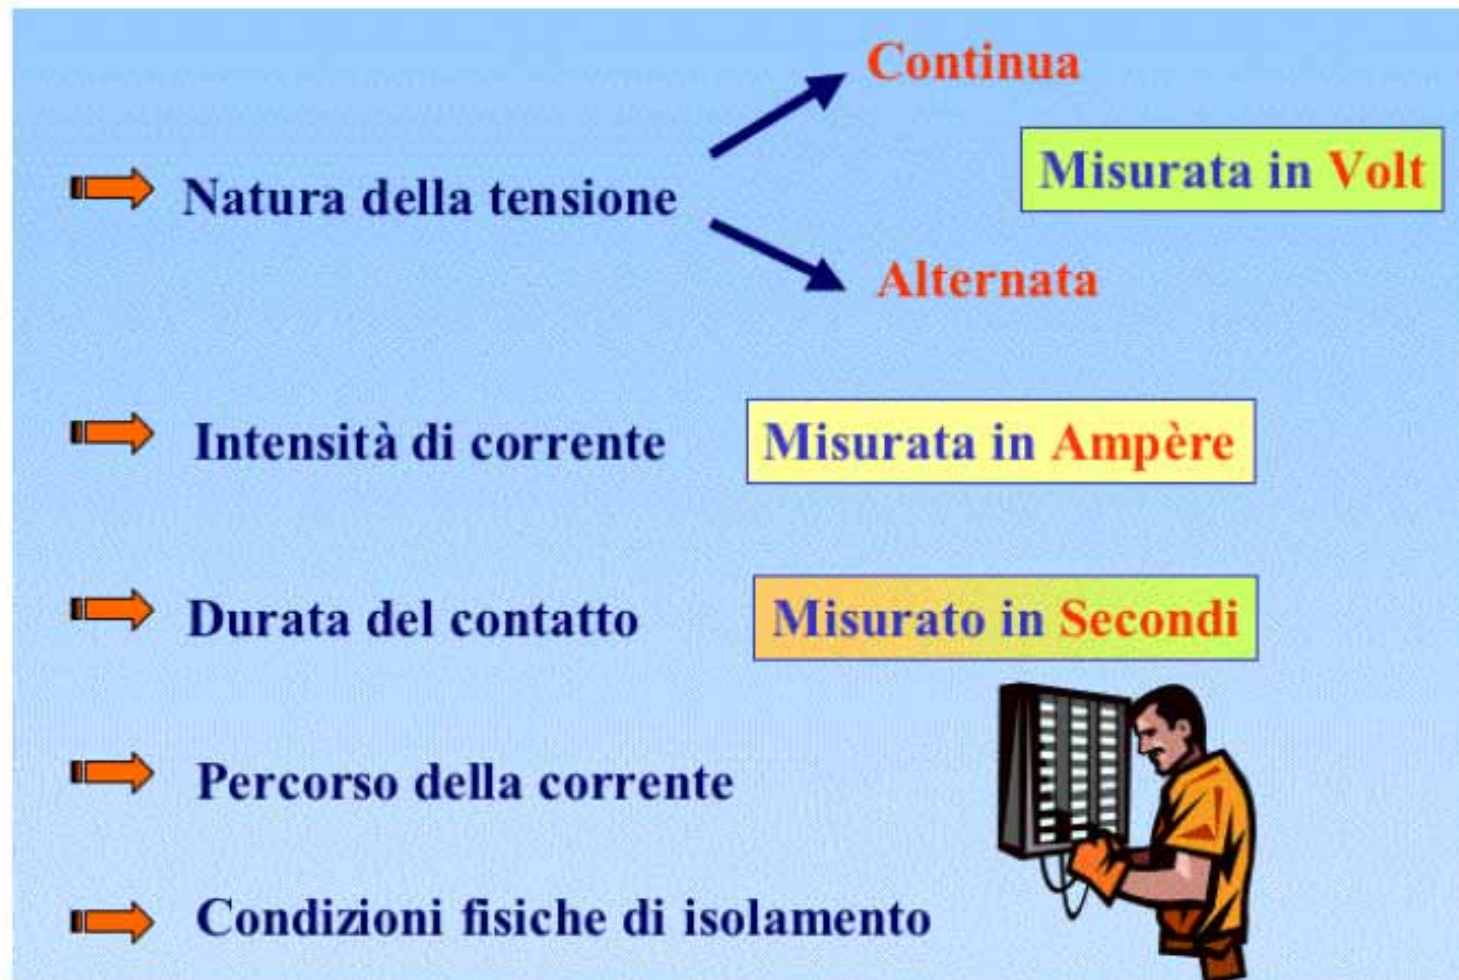 Continua
Natura della tensione
Misurata in Volt
Alternata
Intensità di corrente
Misurata in Ampère
Durata del contatto
Misurato in Secondi
Percorso della corrente
Condizioni fisiche di isolamento